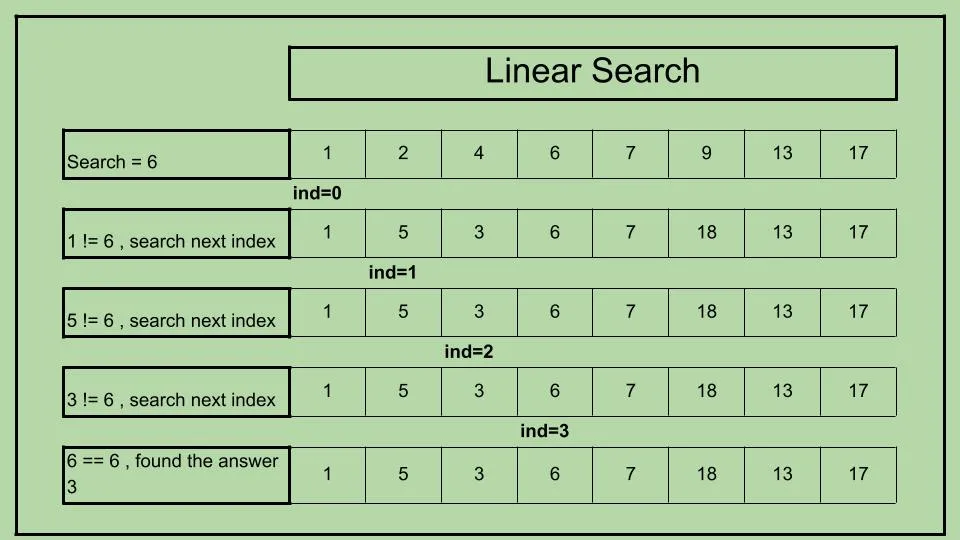 Linear Search
Search = 6 1 2 4 6 7 9 13 17
ind=0
1 != 6 , search next index 1 5 3 6 7 18 13 17
ind=1
5 != 6 , search next index 1 5 3 6 7 18 13 17
ind=2
3 != 6 , search next index 1 5 3 6 7 18 13 17
ind=3
6 == 6 , found the answer
3 1 5 3 6 7 18 13 17